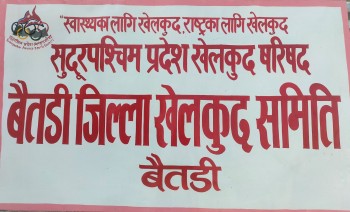 "स्वास्थ्यका लागि खेलकुद, राष्ट्रका लागि खेलकुद
सुदूरपश्चिम प्रदेश खेलकुद परिषद
बैतडी जिल्ला खेलकुद समिति
बैतडी